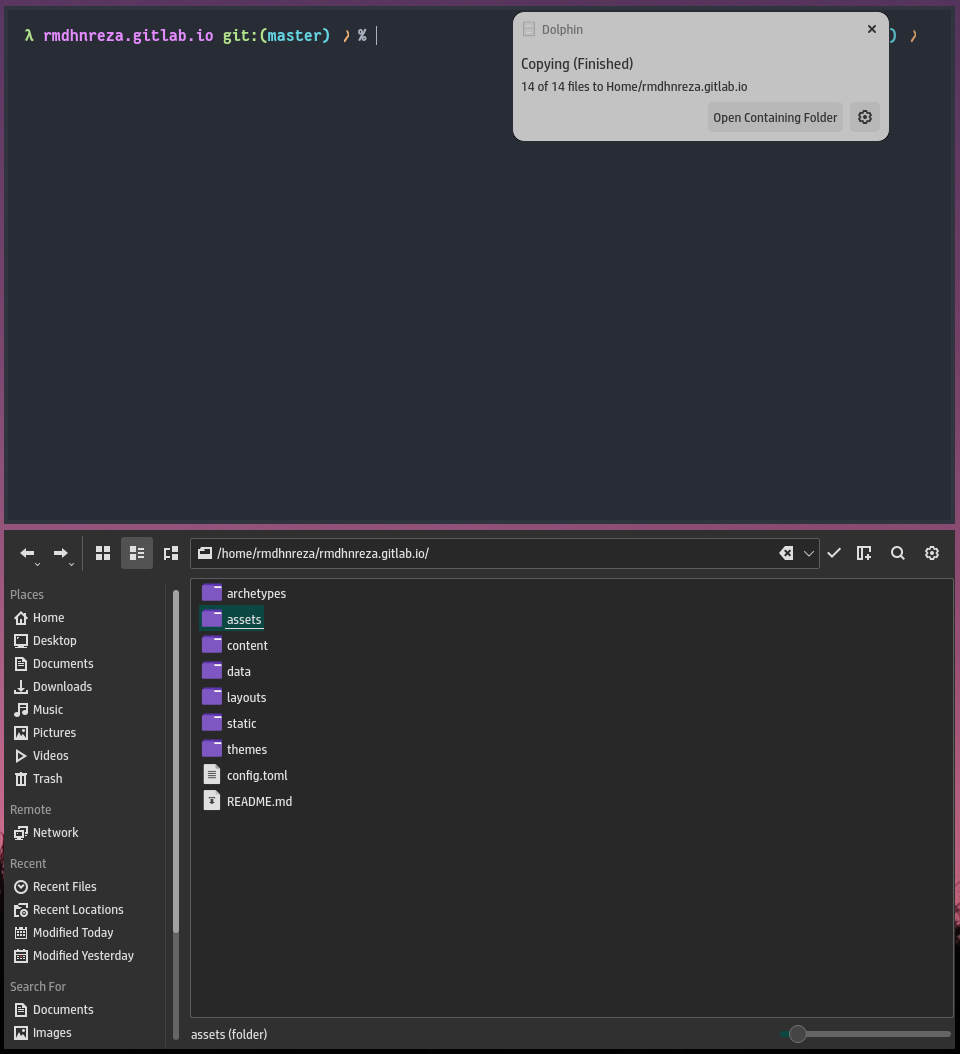 λ rmdhnreza.gitlab.io git:(master) ❯ %
Dolphin
Copying (Finished)
14 of 14 files to Home/rmdhnreza.gitlab.io
Open Containing Folder
) ❯
/home/rmdhnreza/rmdhnreza.gitlab.io/
Places
Home
Desktop
Documents
Downloads
Music
Pictures
Videos
Trash
Remote
Network
Recent
Recent Files
Recent Locations
Modified Today
Modified Yesterday
Search For
Documents
Images
archetypes
assets
content
data
layouts
static
themes
config.toml
README.md
assets (folder)